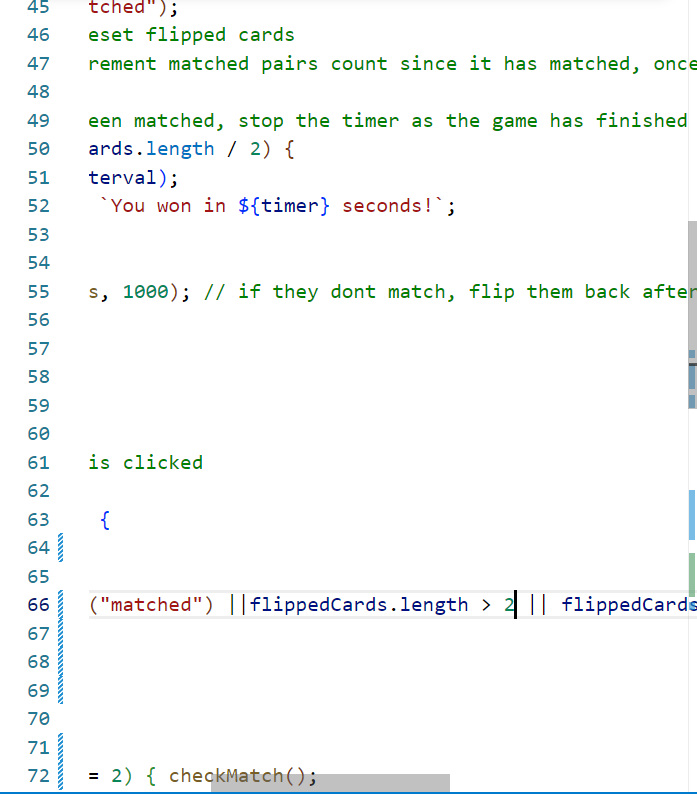 45 tched");
46 eset flipped cards
47 rement matched pairs count since it has matched, once
48
49 een matched, stop the timer as the game has finished
50 ards.length / 2) {
51 terval);
52 `You won in ${timer} seconds!`;
53
54
55 s, 1000); // if they dont match, flip them back after
56
57
58
59
60
61 is clicked
62
63 {
64
65
66 ("matched") ||flippedCards.length > 2 || flippedCards
67
68
69
70
71
72 = 2) { checkMatch();